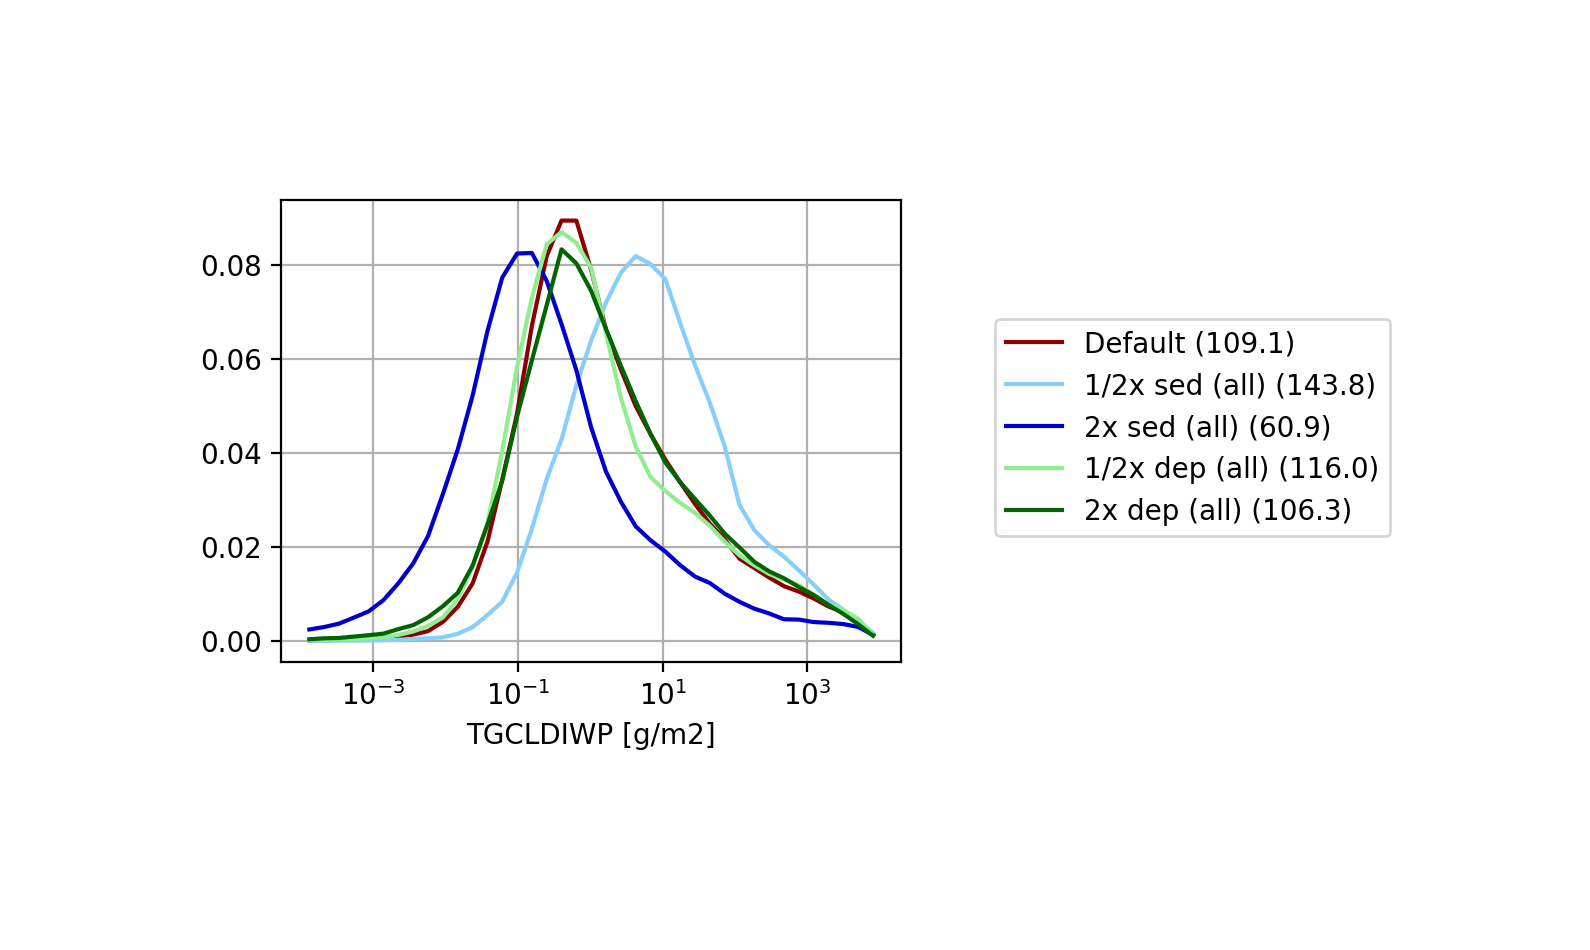 0.08
0.06
0.04
0.02
0.00
10⁻³ 10⁻¹ 10¹ 10³
TGCLDIWP [g/m2]
Default (109.1)
1/2x sed (all) (143.8)
2x sed (all) (60.9)
1/2x dep (all) (116.0)
2x dep (all) (106.3)